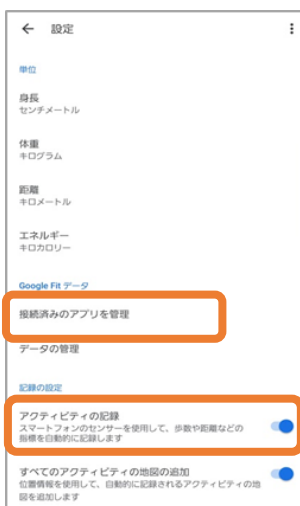 ← 設定
単位
身長
センチメートル
体重
キログラム
距離
キロメートル
エネルギー
キロカロリー
Google Fit データ
接続済みのアプリを管理
データの管理
記録の設定
アクティビティの記録
スマートフォンのセンサーを使用して、歩数や距離などの
指標を自動的に記録します
すべてのアクティビティの地図の追加
位置情報を使用して、自動的に記録されるアクティビティの地
図を追加します